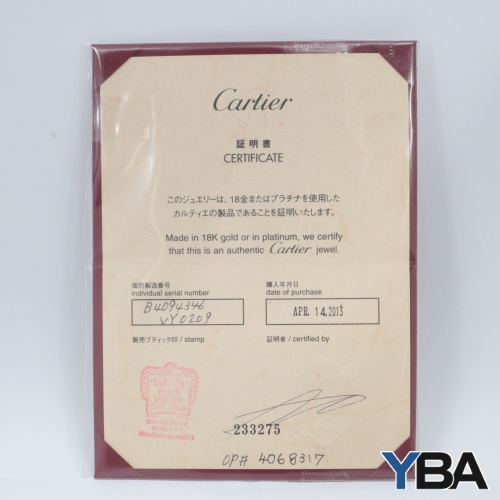 Cartier
証明書
CERTIFICATE
このジュエリーは、18金またはプラチナを使用した
カルティエの製品であることを証明いたします。
Made in 18K gold or in platinum, we certify
that this is an authentic Cartier jewel.
個別製造番号
individual serial number
B4094346
VY0209
購入年月日
date of purchase
APR. 14. 2015
販売ブティック印 / stamp
証明者 / certified by
CARTIER
233275
OP# 4068317
YBA